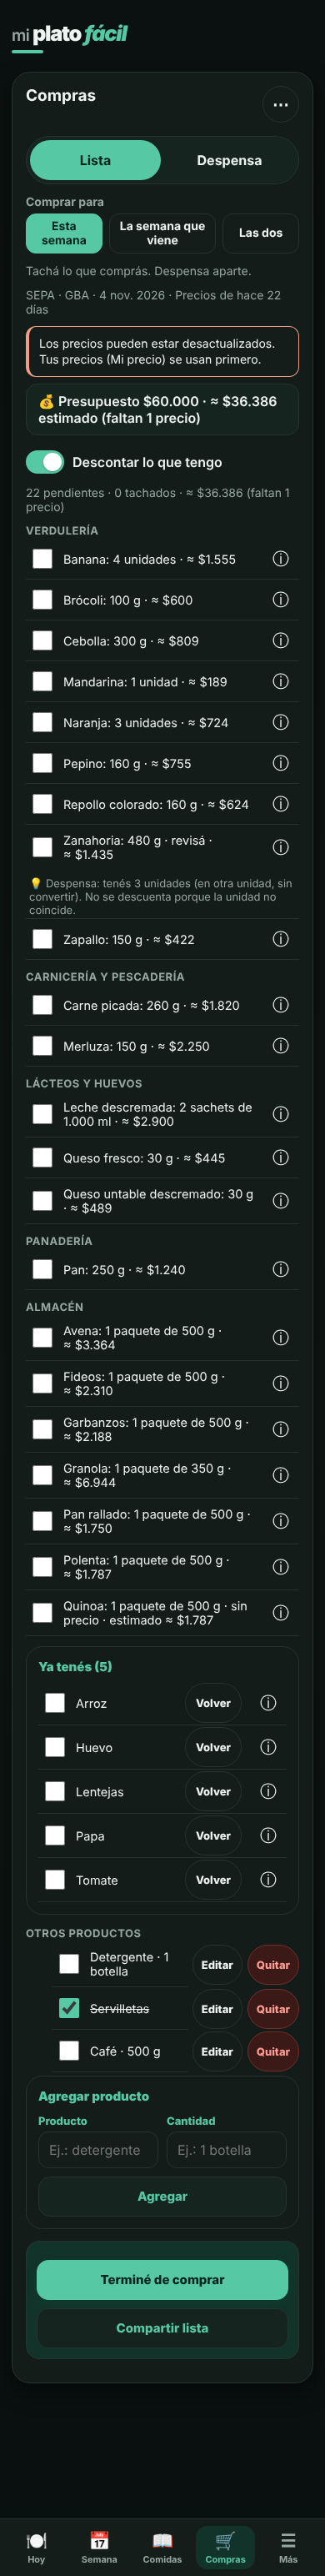 mi plato fácil
Compras
Lista
Despensa
Comprar para
Esta
semana
La semana que
viene
Las dos
Tachá lo que comprás. Despensa aparte.
SEPA · GBA · 4 nov. 2026 · Precios de hace 22
días
Los precios pueden estar desactualizados.
Tus precios (Mi precio) se usan primero.
💰 Presupuesto $60.000 · ≈ $36.386
estimado (faltan 1 precio)
Descontar lo que tengo
22 pendientes · 0 tachados · ≈ $36.386 (faltan 1
precio)
VERDULERÍA
Banana: 4 unidades · ≈ $1.555
Brócoli: 100 g · ≈ $600
Cebolla: 300 g · ≈ $809
Mandarina: 1 unidad · ≈ $189
Naranja: 3 unidades · ≈ $724
Pepino: 160 g · ≈ $755
Repollo colorado: 160 g · ≈ $624
Zanahoria: 480 g · revisá ·
≈ $1.435
💡 Despensa: tenés 3 unidades (en otra unidad, sin
convertir). No se descuenta porque la unidad no
coincide.
Zapallo: 150 g · ≈ $422
CARNICERÍA Y PESCADERÍA
Carne picada: 260 g · ≈ $1.820
Merluza: 150 g · ≈ $2.250
LÁCTEOS Y HUEVOS
Leche descremada: 2 sachets de
1.000 ml · ≈ $2.900
Queso fresco: 30 g · ≈ $445
Queso untable descremado: 30 g
· ≈ $489
PANADERÍA
Pan: 250 g · ≈ $1.240
ALMACÉN
Avena: 1 paquete de 500 g ·
≈ $3.364
Fideos: 1 paquete de 500 g ·
≈ $2.310
Garbanzos: 1 paquete de 500 g ·
≈ $2.188
Granola: 1 paquete de 350 g ·
≈ $6.944
Pan rallado: 1 paquete de 500 g ·
≈ $1.750
Polenta: 1 paquete de 500 g ·
≈ $1.787
Quinoa: 1 paquete de 500 g · sin
precio · estimado ≈ $1.787
Ya tenés (5)
Arroz
Volver
Huevo
Volver
Lentejas
Volver
Papa
Volver
Tomate
Volver
OTROS PRODUCTOS
Detergente · 1
botella
Editar
Quitar
Servilletas
Editar
Quitar
Café · 500 g
Editar
Quitar
Agregar producto
Producto
Cantidad
Ej.: detergente
Ej.: 1 botella
Agregar
Terminé de comprar
Compartir lista
Hoy
Semana
Comidas
Compras
Más